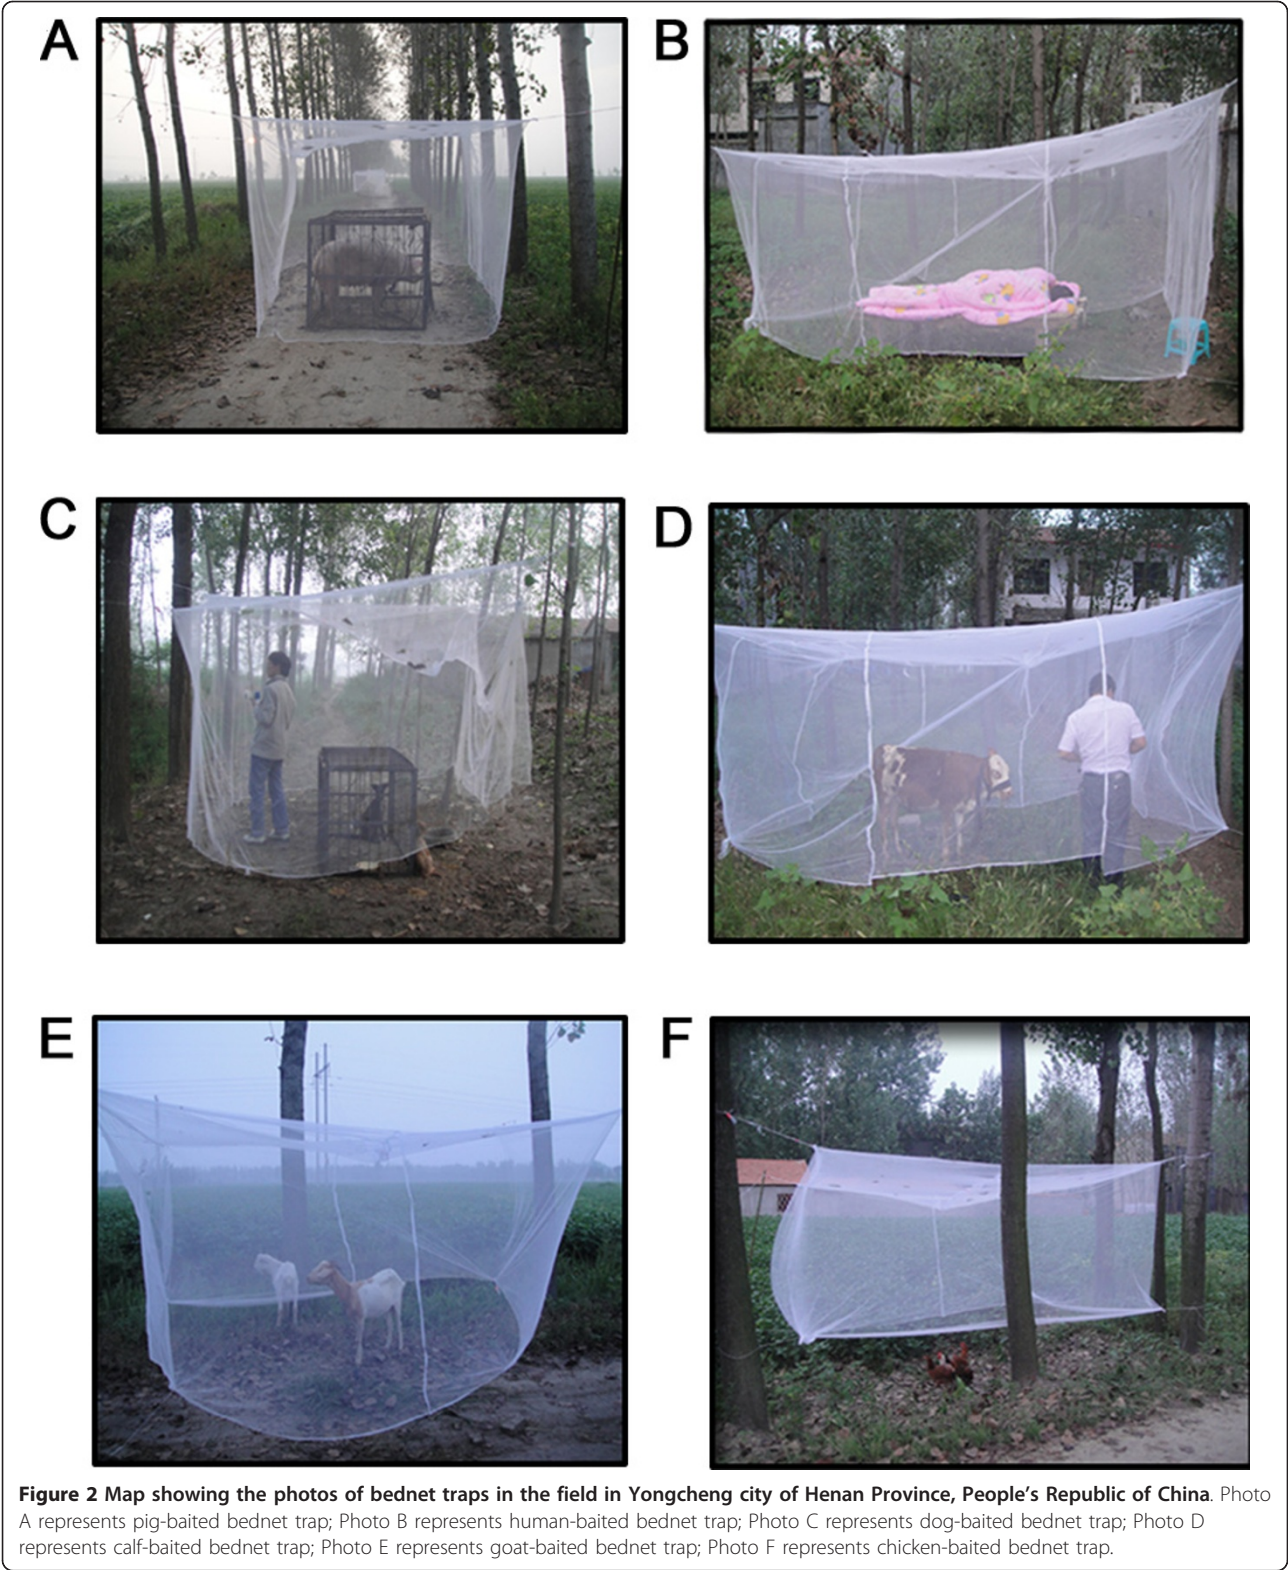 A
B
C
D
E
F
Figure 2 Map showing the photos of bednet traps in the field in Yongcheng city of Henan Province, People's Republic of China. Photo
A represents pig-baited bednet trap; Photo B represents human-baited bednet trap; Photo C represents dog-baited bednet trap; Photo D
represents calf-baited bednet trap; Photo E represents goat-baited bednet trap; Photo F represents chicken-baited bednet trap.